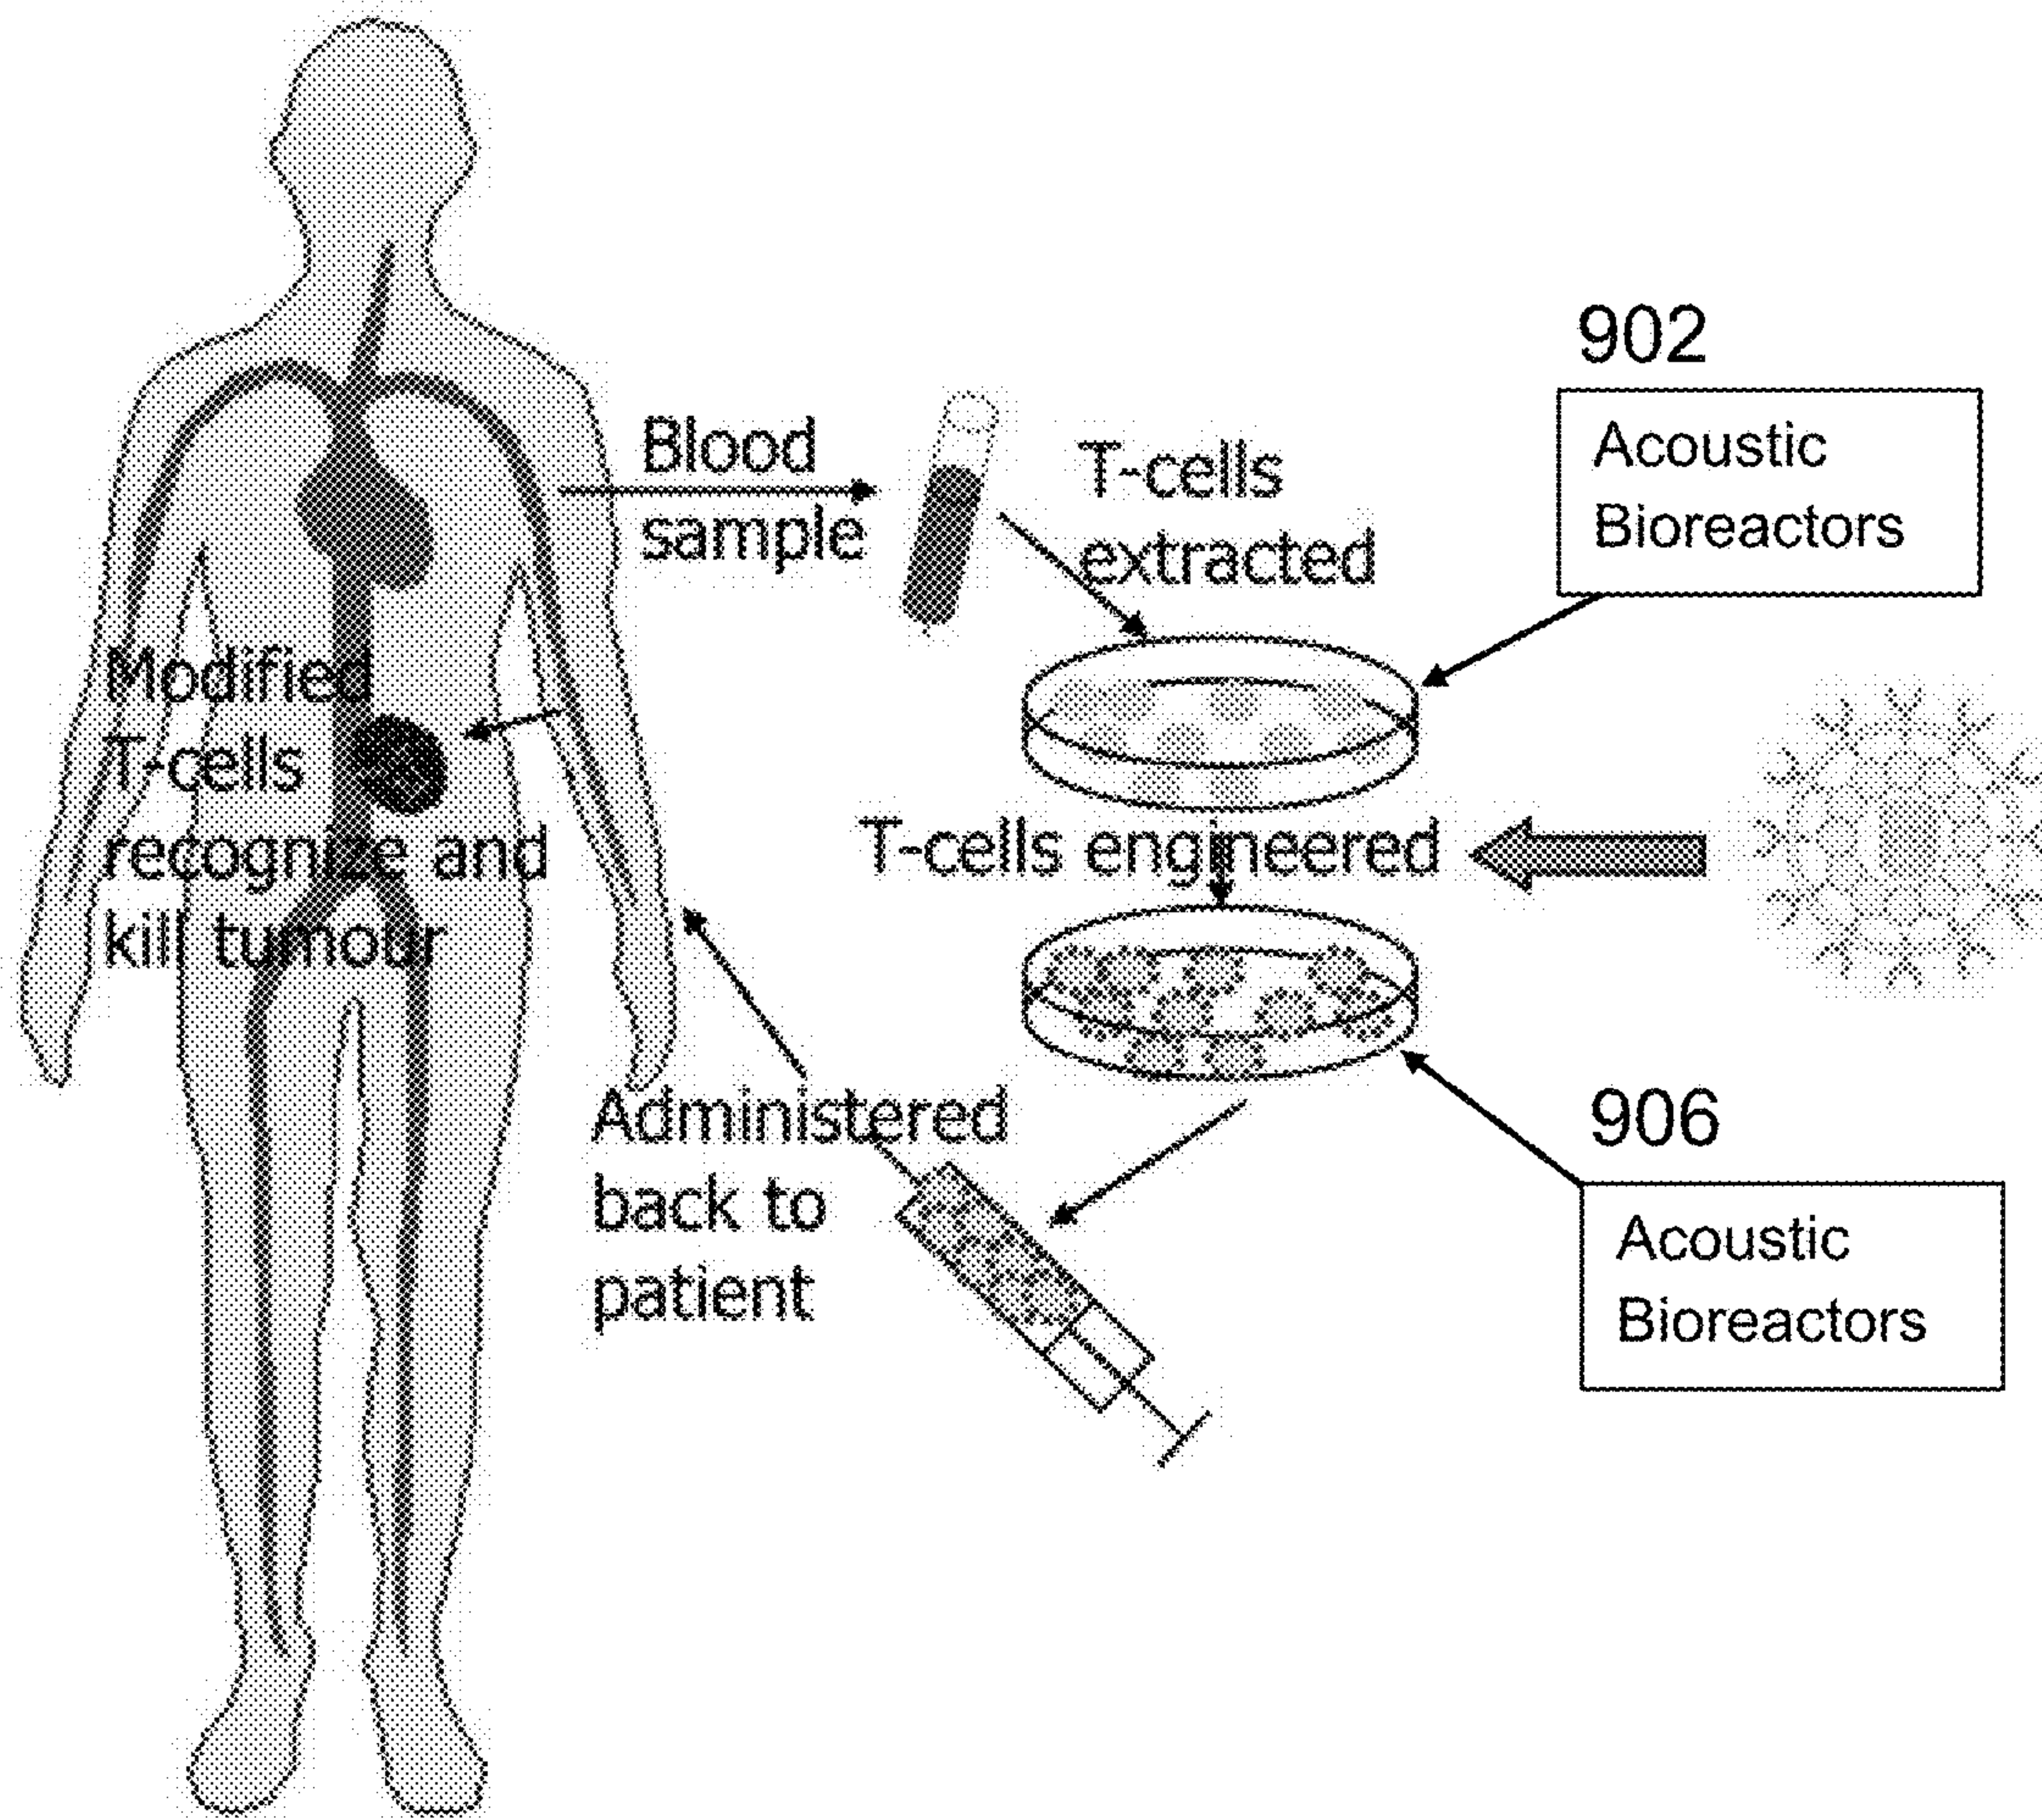 902
Acoustic
Bioreactors
Blood
sample
T-cells
extracted
Modified
T-cells
recognize and
kill tumour
T-cells engineered
906
Acoustic
Bioreactors
Administered
back to
patient